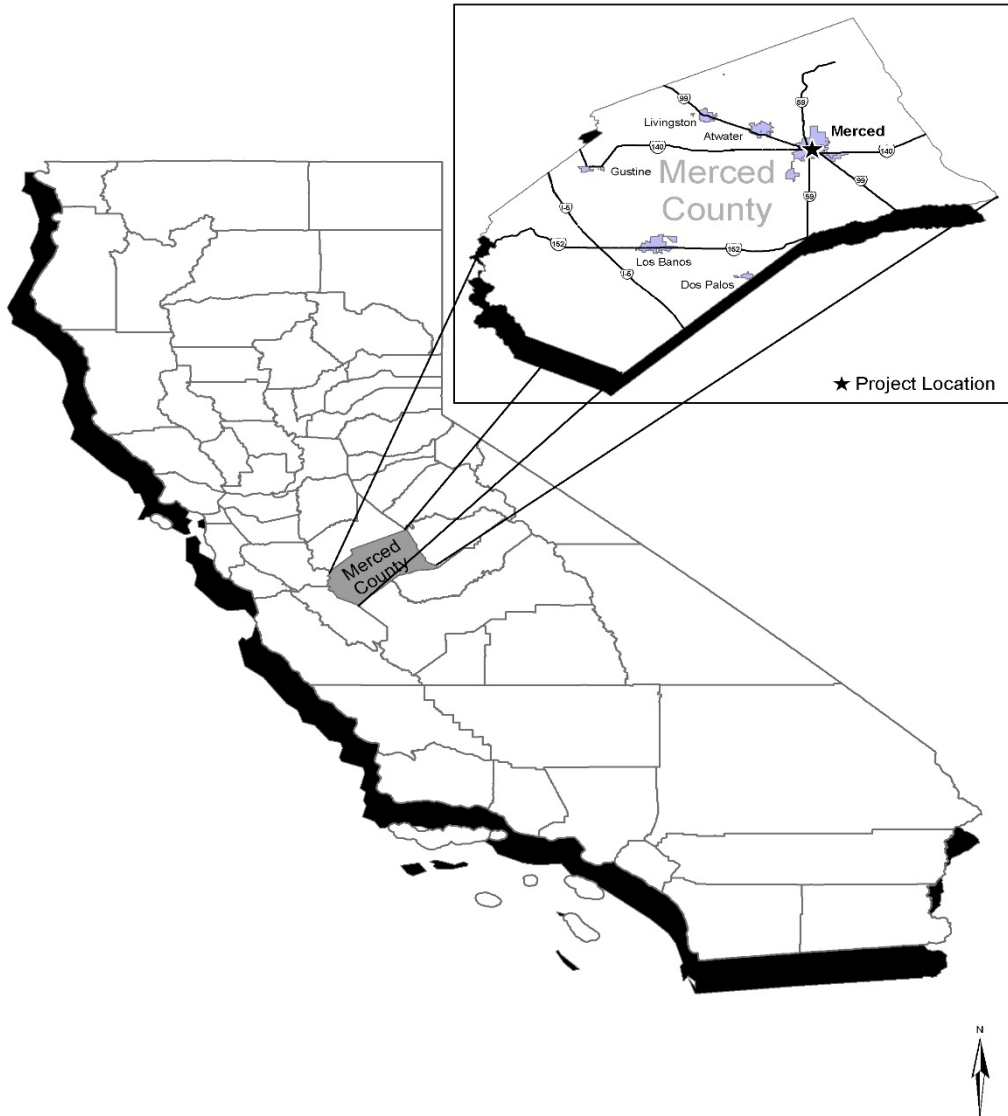 99
59
Livingston
Atwater
Merced
140
140
Gustine
Merced
County
99
59
I-5
152
152
Los Banos
I-5
Dos Palos
★ Project Location
Merced
County
N